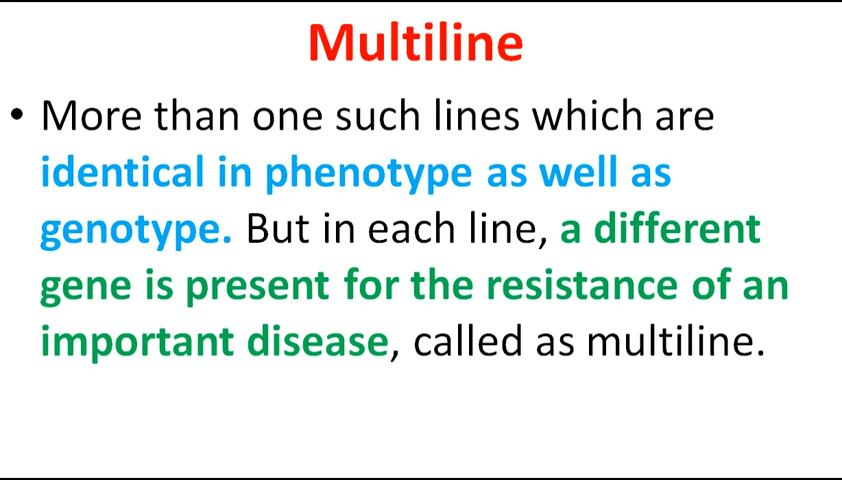 Multiline
• More than one such lines which are
identical in phenotype as well as
genotype. But in each line, a different
gene is present for the resistance of an
important disease, called as multiline.